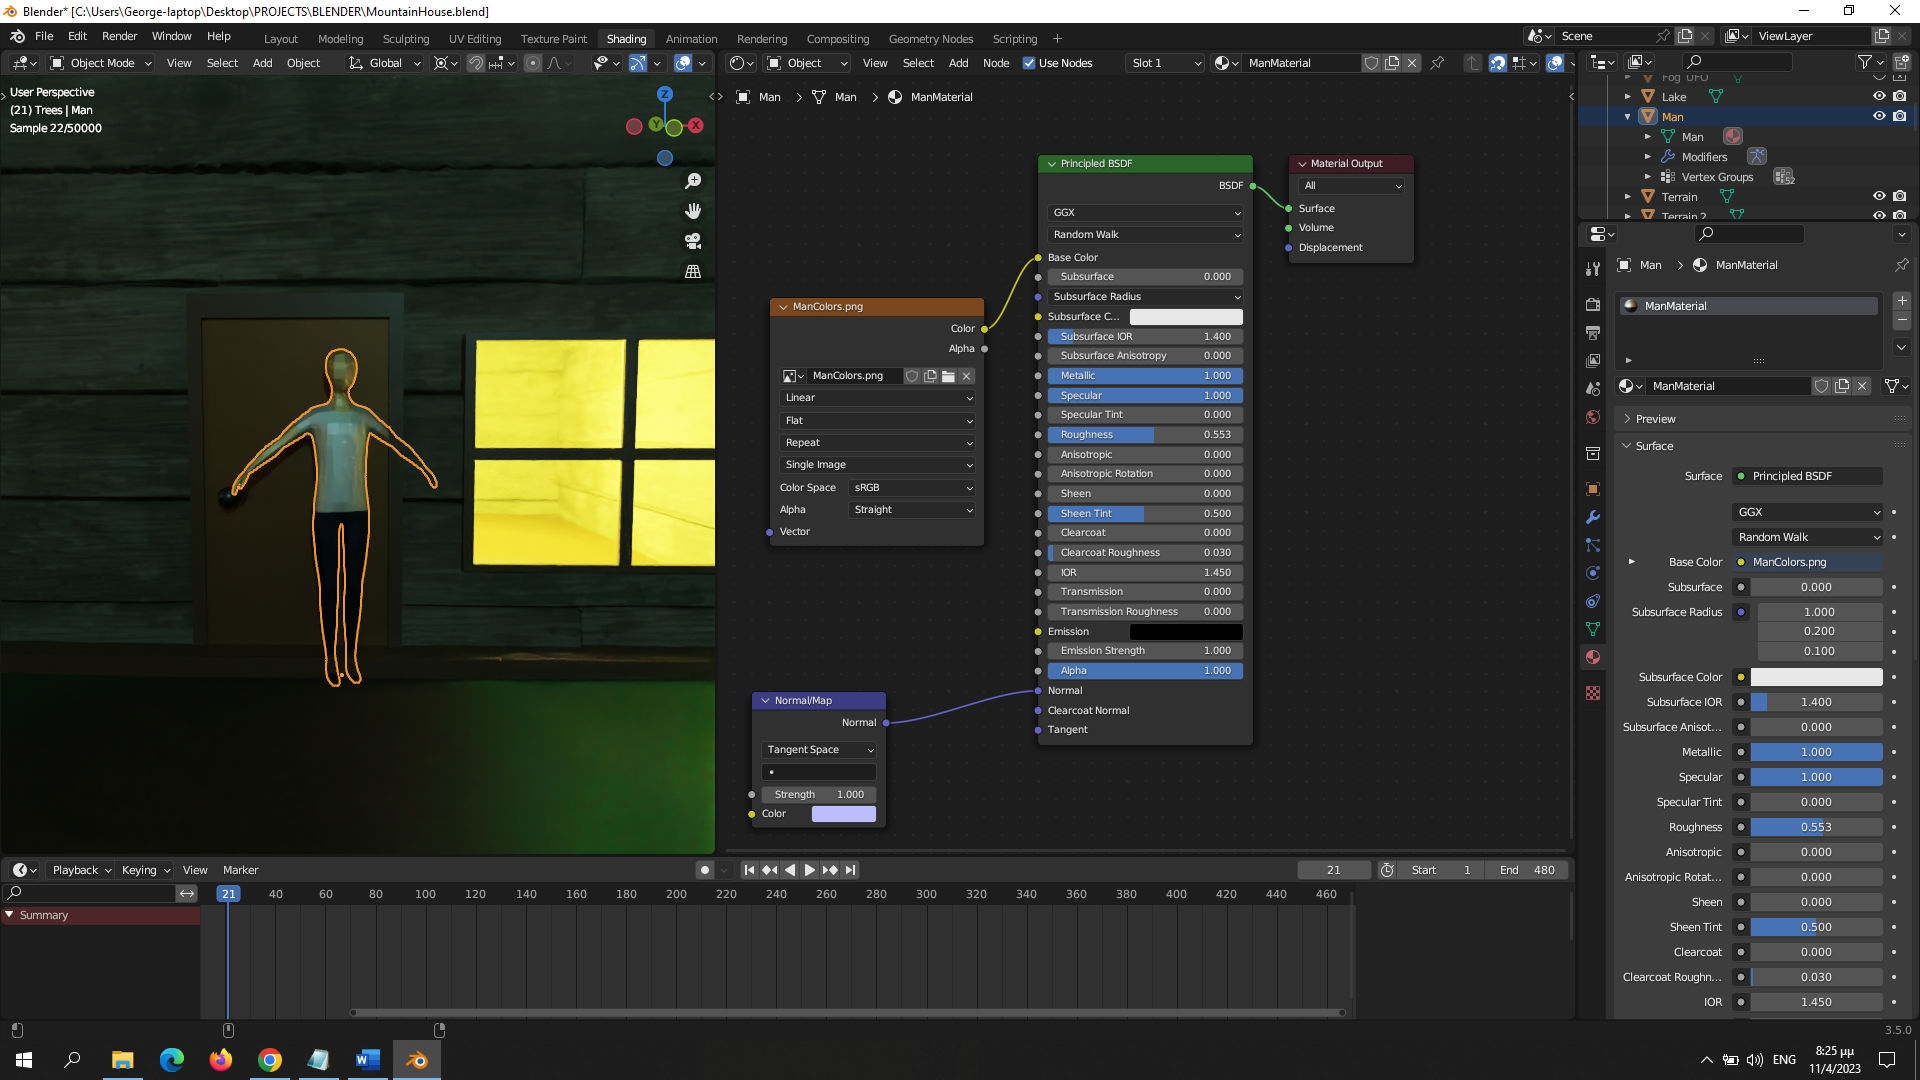 Blender* [C:\Users\George-laptop\Desktop\PROJECTS\BLENDER\MountainHouse.blend]
File Edit Render Window Help Layout Modeling Sculpting UV Editing Texture Paint Shading Animation Rendering Compositing Geometry Nodes Scripting + Scene ViewLayer
Object Mode View Select Add Object Global Object View Select Add Node Use Nodes Slot 1 ManMaterial
User Perspective
(21) Trees | Man
Sample 22/50000
Z
Y
X
Man > Man > ManMaterial
ManColors.png
Color
Alpha
ManColors.png
Linear
Flat
Repeat
Single Image
Color Space sRGB
Alpha Straight
Vector
Normal/Map
Normal
Tangent Space
Strength 1.000
Color
Principled BSDF
BSDF
GGX
Random Walk
Base Color
Subsurface 0.000
Subsurface Radius
Subsurface C...
Subsurface IOR 1.400
Subsurface Anisotropy 0.000
Metallic 1.000
Specular 1.000
Specular Tint 0.000
Roughness 0.553
Anisotropic 0.000
Anisotropic Rotation 0.000
Sheen 0.000
Sheen Tint 0.500
Clearcoat 0.000
Clearcoat Roughness 0.030
IOR 1.450
Transmission 0.000
Transmission Roughness 0.000
Emission
Emission Strength 1.000
Alpha 1.000
Normal
Clearcoat Normal
Tangent
Material Output
All
Surface
Volume
Displacement
Fog UFO
Lake
Man
Man
Modifiers
Vertex Groups 52
Terrain
Terrain 2
Man > ManMaterial
ManMaterial
ManMaterial
Preview
Surface
Surface Principled BSDF
GGX
Random Walk
Base Color ManColors.png
Subsurface 0.000
Subsurface Radius 1.000
0.200
0.100
Subsurface Color
Subsurface IOR 1.400
Subsurface Anisot... 0.000
Metallic 1.000
Specular 1.000
Specular Tint 0.000
Roughness 0.553
Anisotropic 0.000
Anisotropic Rotat... 0.000
Sheen 0.000
Sheen Tint 0.500
Clearcoat 0.000
Clearcoat Roughn... 0.030
IOR 1.450
Playback Keying View Marker 21 Start 1 End 480
21 40 60 80 100 120 140 160 180 200 220 240 260 280 300 320 340 360 380 400 420 440 460
Summary
3.5.0
ENG 8:25 μμ
11/4/2023